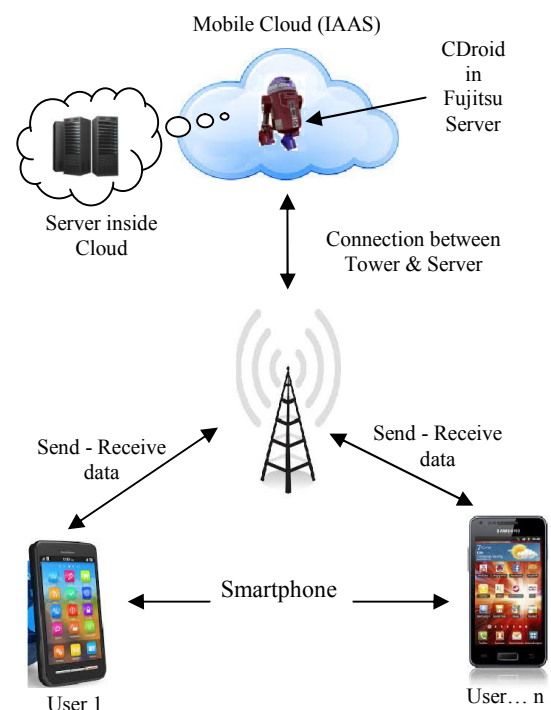 Mobile Cloud (IAAS)
CDroid
in
Fujitsu
Server
Server inside
Cloud
Connection between
Tower & Server
Send - Receive
data
Send - Receive
data
SAMSUNG
Smartphone
User 1
User… n